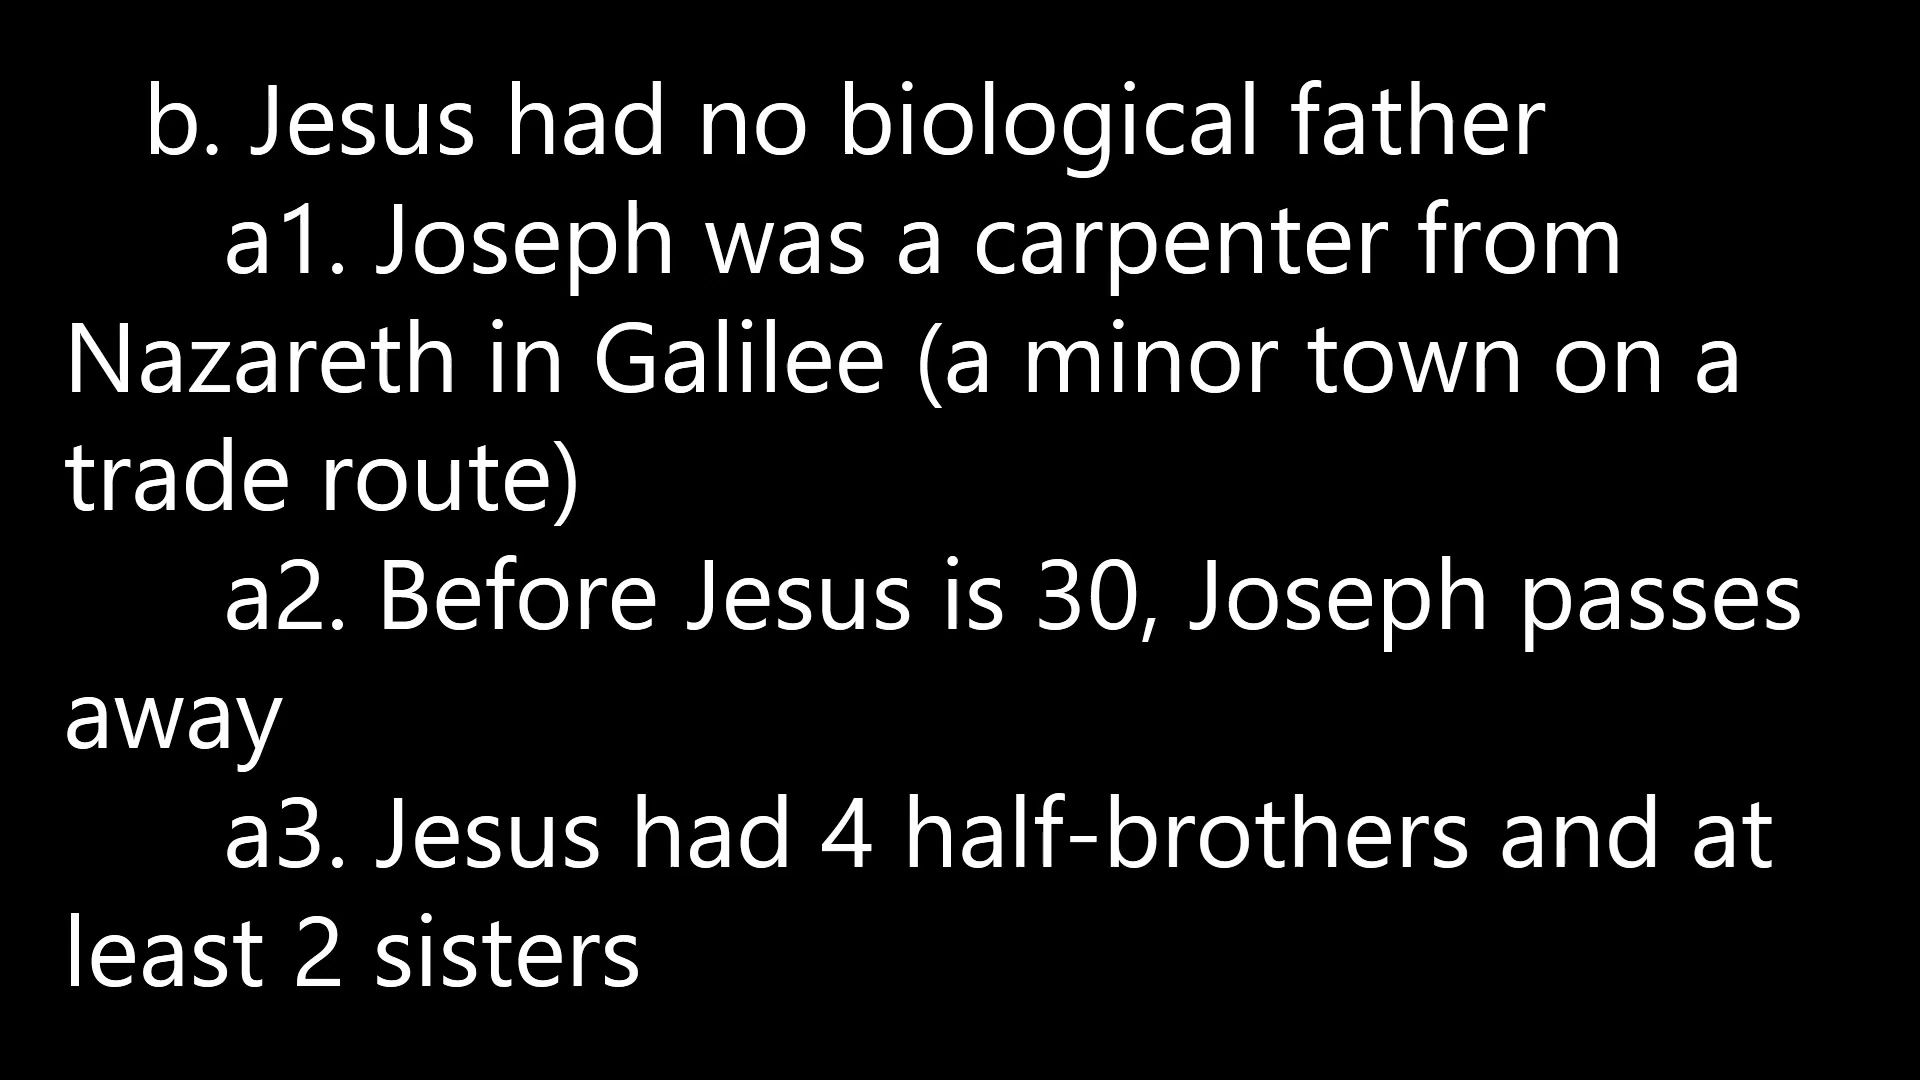 b. Jesus had no biological father
a1. Joseph was a carpenter from
Nazareth in Galilee (a minor town on a
trade route)
a2. Before Jesus is 30, Joseph passes
away
a3. Jesus had 4 half-brothers and at
least 2 sisters